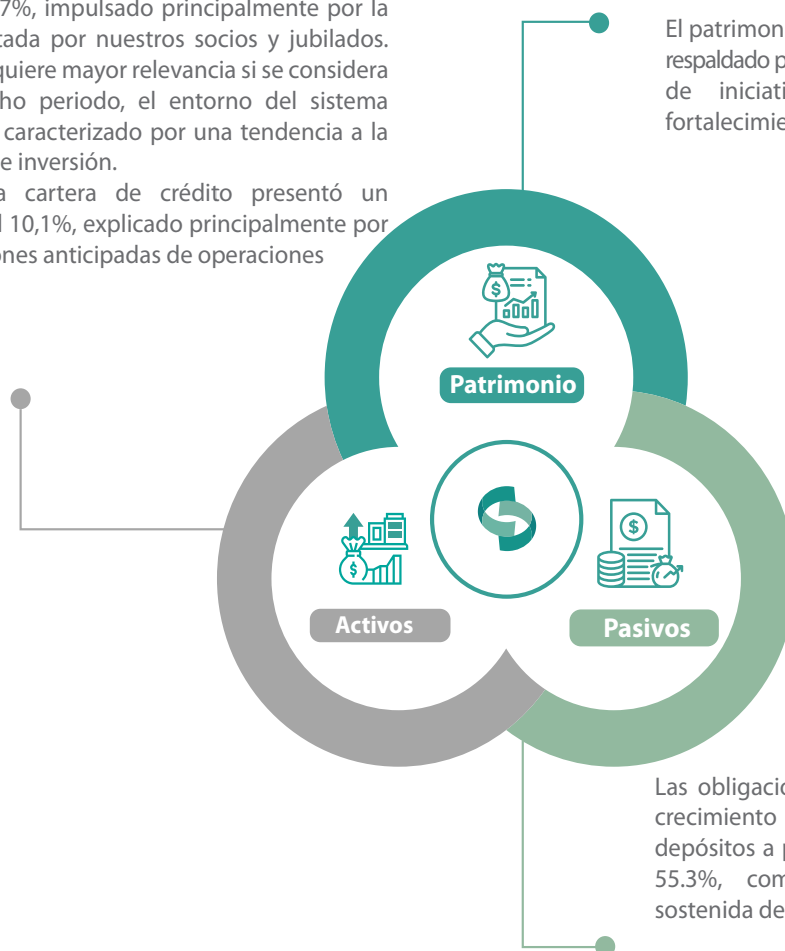 7%, impulsado principalmente por la
tada por nuestros socios y jubilados.
quiere mayor relevancia si se considera
ho periodo, el entorno del sistema
caracterizado por una tendencia a la
e inversión.
a cartera de crédito presentó un
l 10,1%, explicado principalmente por
ones anticipadas de operaciones
El patrimon
respaldado p
de iniciati
fortalecimie
Patrimonio
Activos
Pasivos
Las obligacio
crecimiento
depósitos a p
55.3%, com
sostenida de